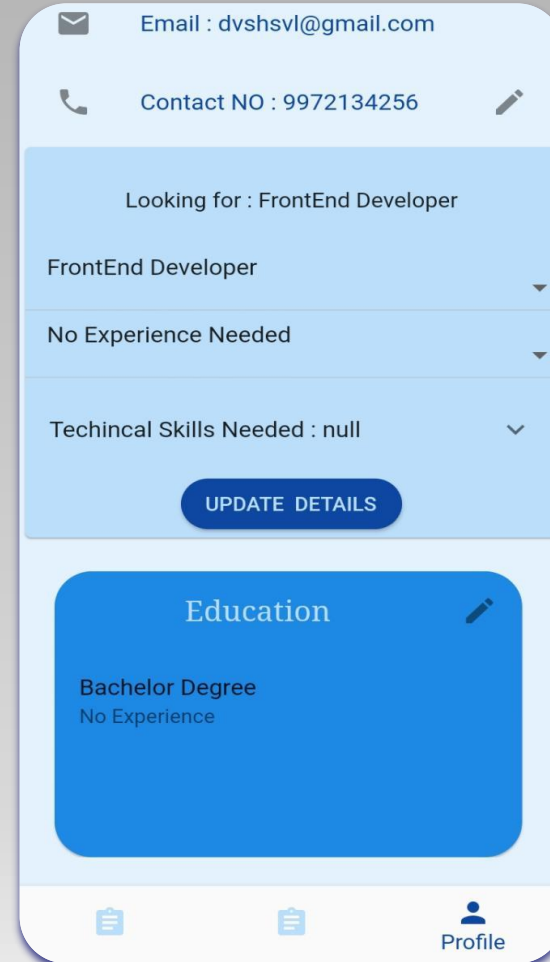 Email : dvshsvl@gmail.com
Contact NO : 9972134256
Looking for : FrontEnd Developer
FrontEnd Developer
No Experience Needed
Techincal Skills Needed : null
UPDATE DETAILS
Education
Bachelor Degree
No Experience
Profile